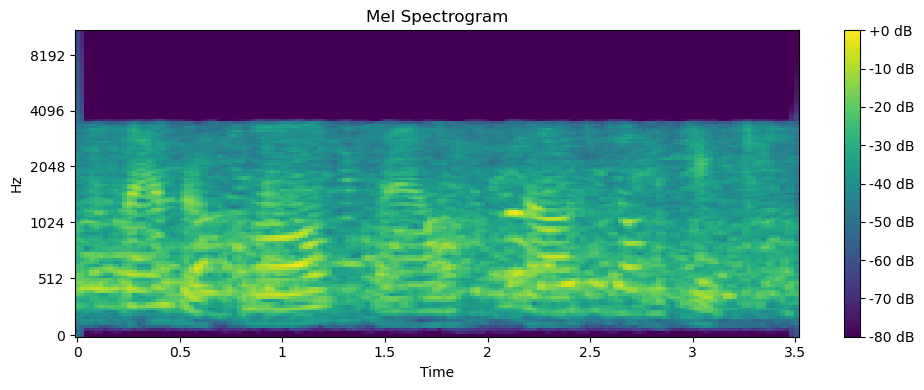 Mel Spectrogram
8192
4096
2048
1024
512
0
Hz
0
0.5
1
1.5
2
2.5
3
3.5
Time
+0 dB
-10 dB
-20 dB
-30 dB
-40 dB
-50 dB
-60 dB
-70 dB
-80 dB